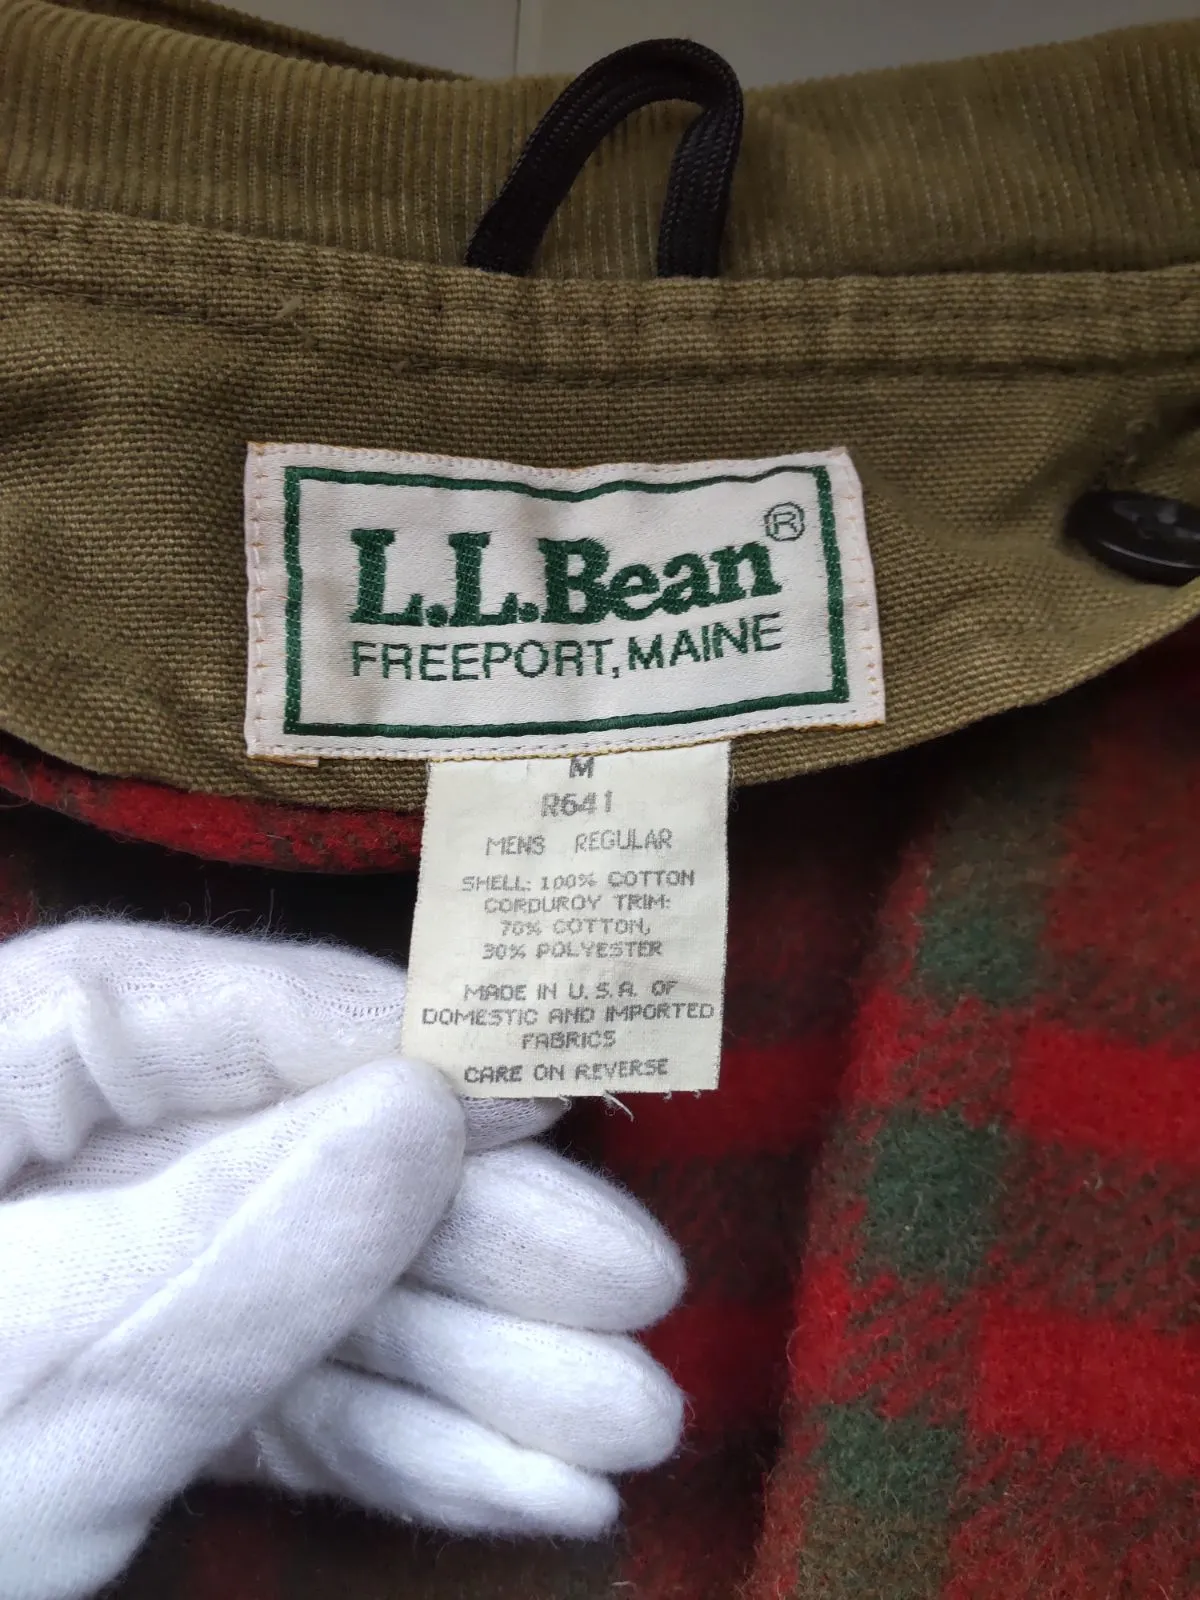 L.L.Bean®
FREEPORT, MAINE
M
R641
MENS REGULAR
SHELL: 100% COTTON
CORDUROY TRIM:
70% COTTON,
30% POLYESTER
MADE IN U.S.A. OF
DOMESTIC AND IMPORTED
FABRICS
CARE ON REVERSE